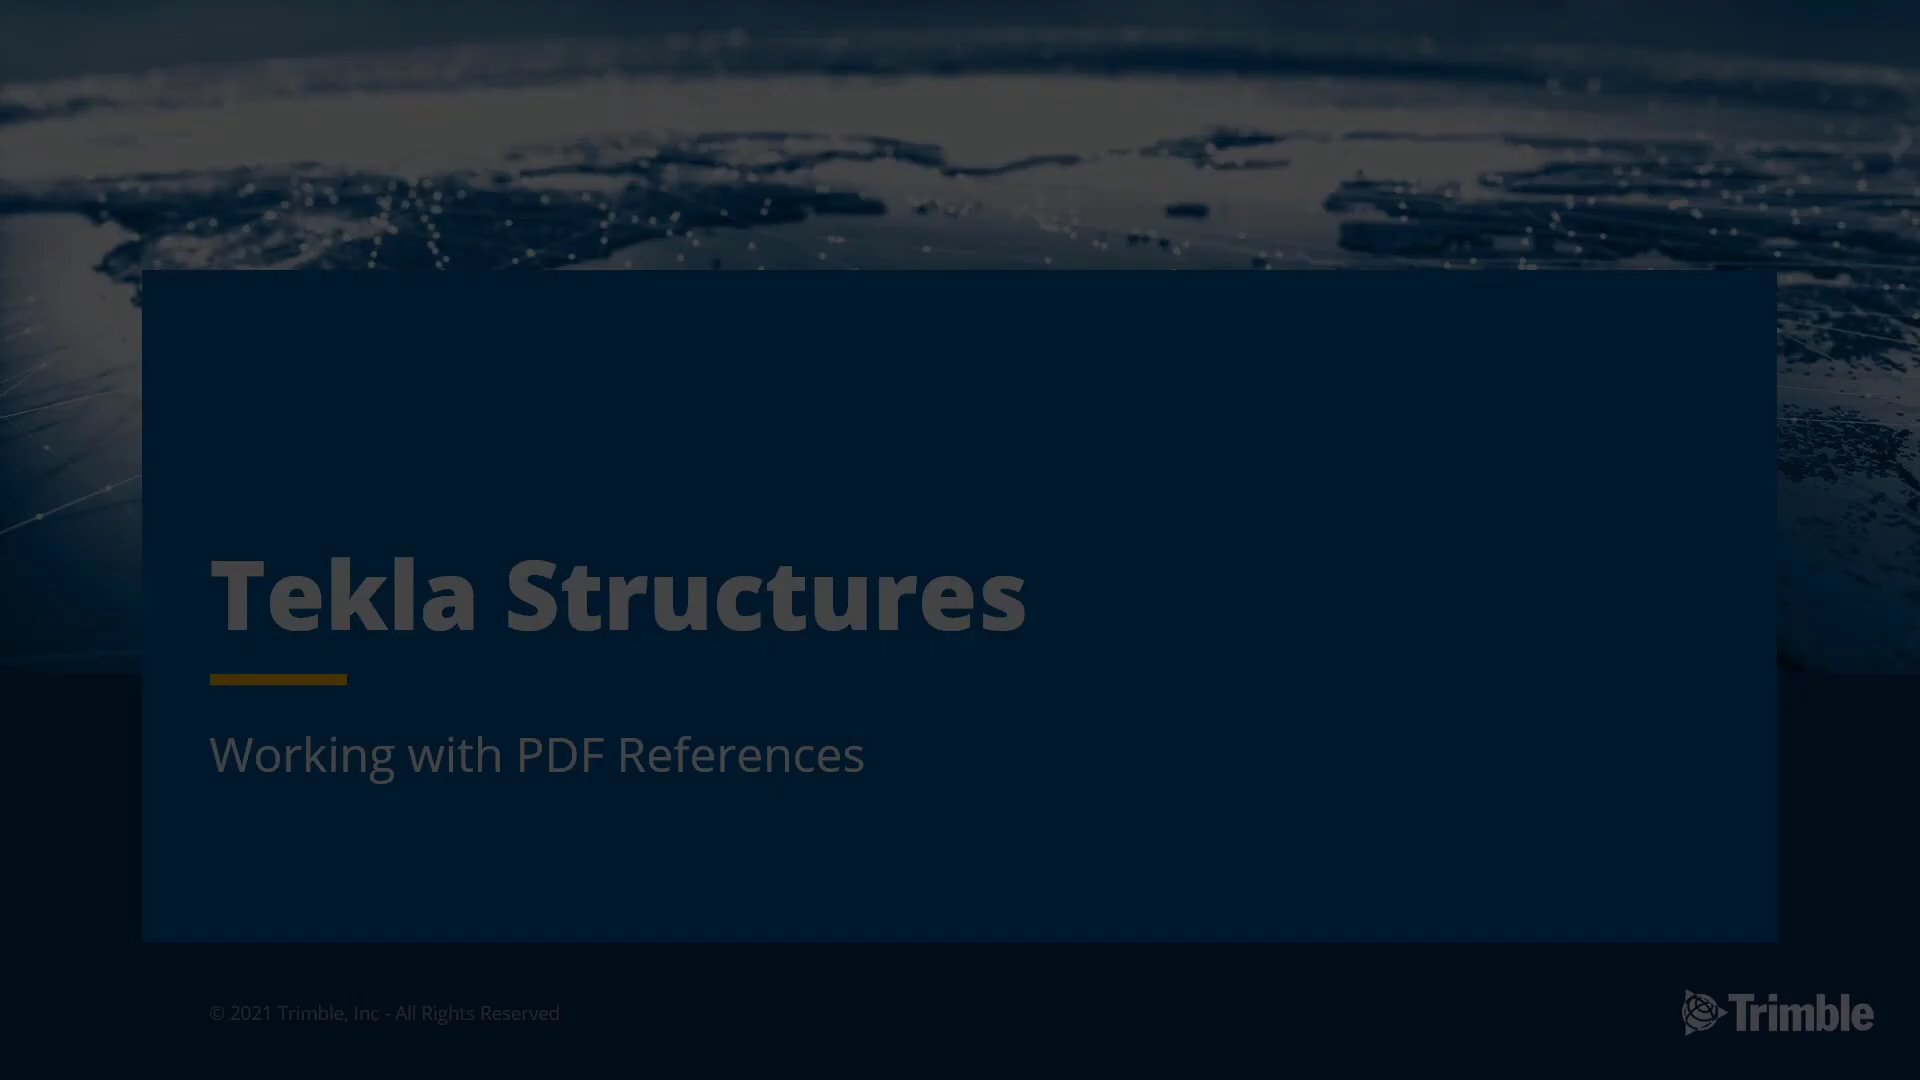 Tekla Structures
Working with PDF References
© 2021 Trimble, Inc - All Rights Reserved
Trimble